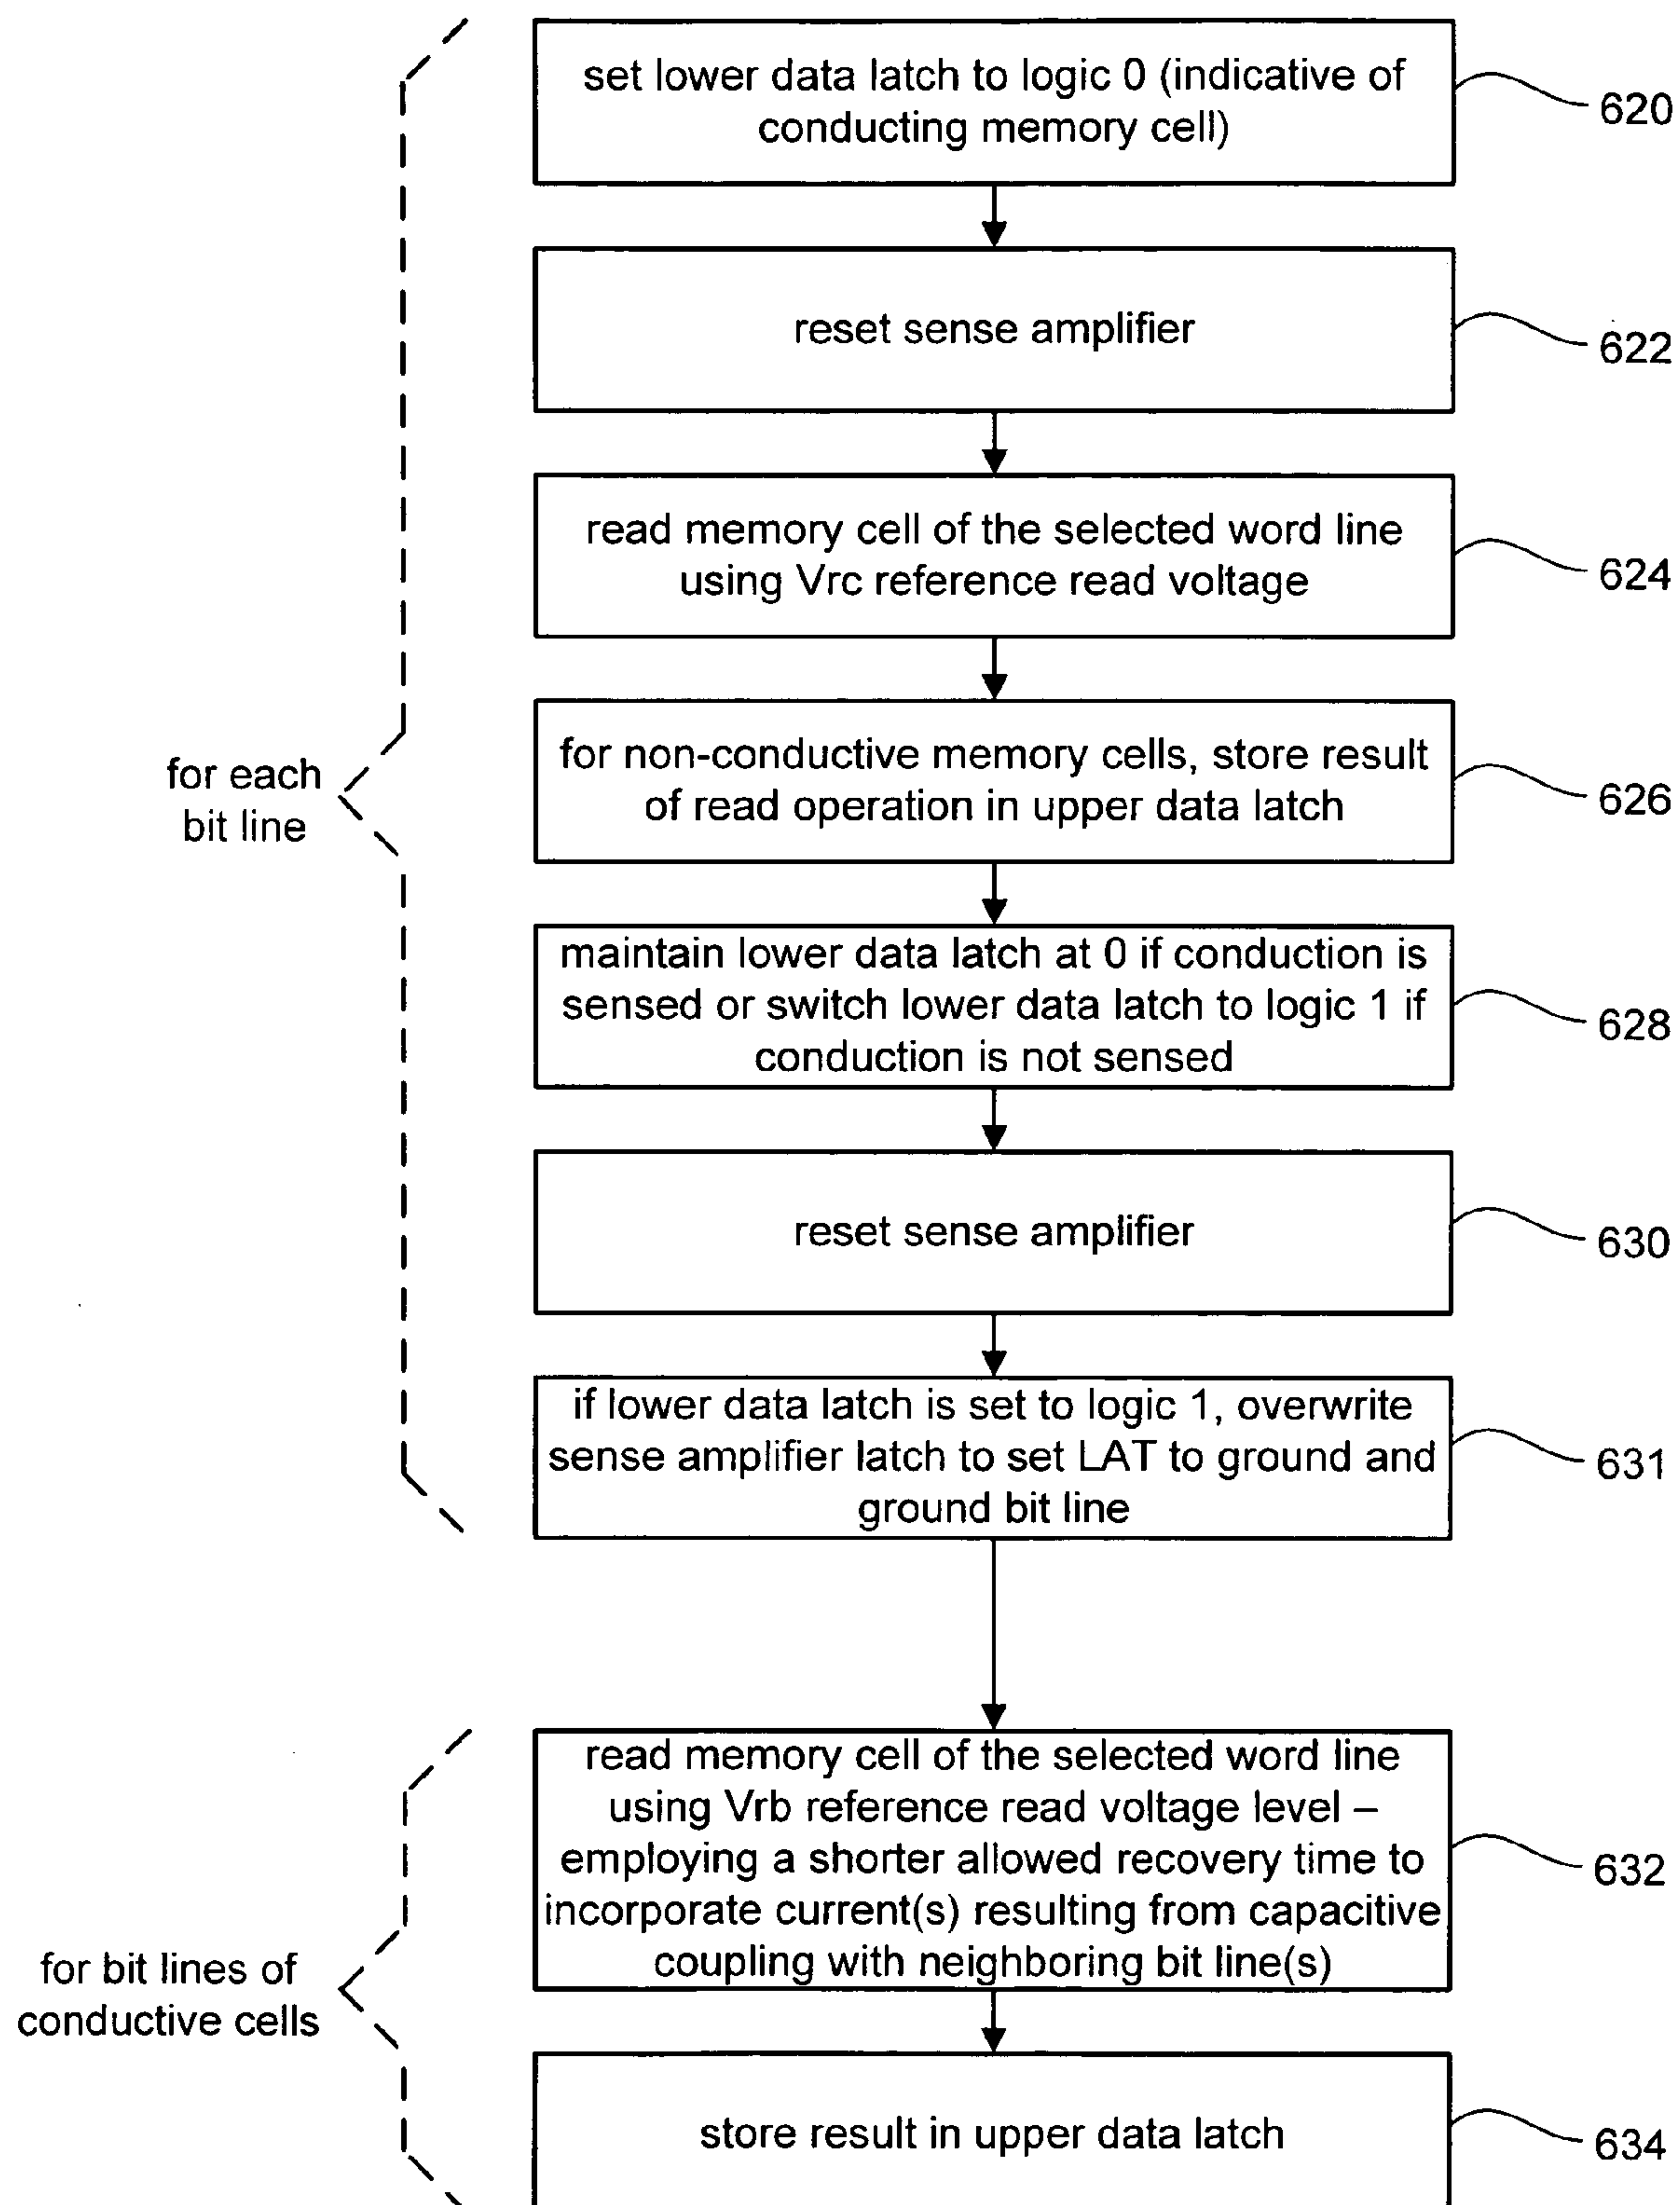 set lower data latch to logic 0 (indicative of
conducting memory cell)
620
reset sense amplifier
622
read memory cell of the selected word line
using Vrc reference read voltage
624
for non-conductive memory cells, store result
of read operation in upper data latch
626
for each
bit line
maintain lower data latch at 0 if conduction is
sensed or switch lower data latch to logic 1 if
conduction is not sensed
628
reset sense amplifier
630
if lower data latch is set to logic 1, overwrite
sense amplifier latch to set LAT to ground and
ground bit line
631
read memory cell of the selected word line
using Vrb reference read voltage level –
employing a shorter allowed recovery time to
incorporate current(s) resulting from capacitive
coupling with neighboring bit line(s)
632
for bit lines of
conductive cells
store result in upper data latch
634